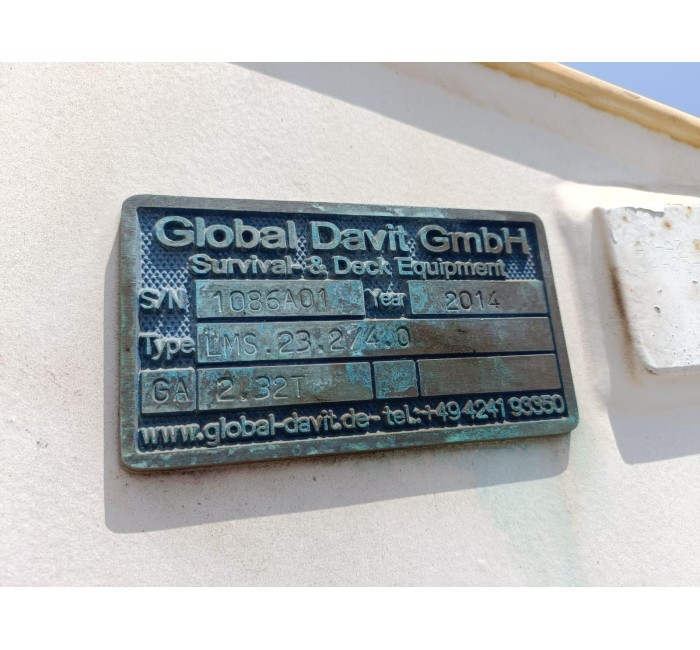 Global Davit GmbH
Survival- & Deck Equipment
S/N 1086A01 Year 2014
Type LMS.23.2/4.0
GA 2.32T
www.global-davit.de- tel.:+49 4241 93350